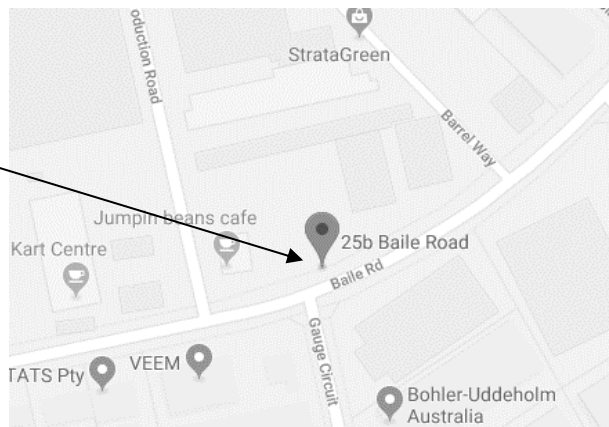 oduction Road
StrataGreen
Barrel Way
Jumpin beans cafe
25b Baile Road
Kart Centre
Baile Rd
Gauge Circuit
VEEM
TATS Pty
Bohler-Uddeholm
Australia